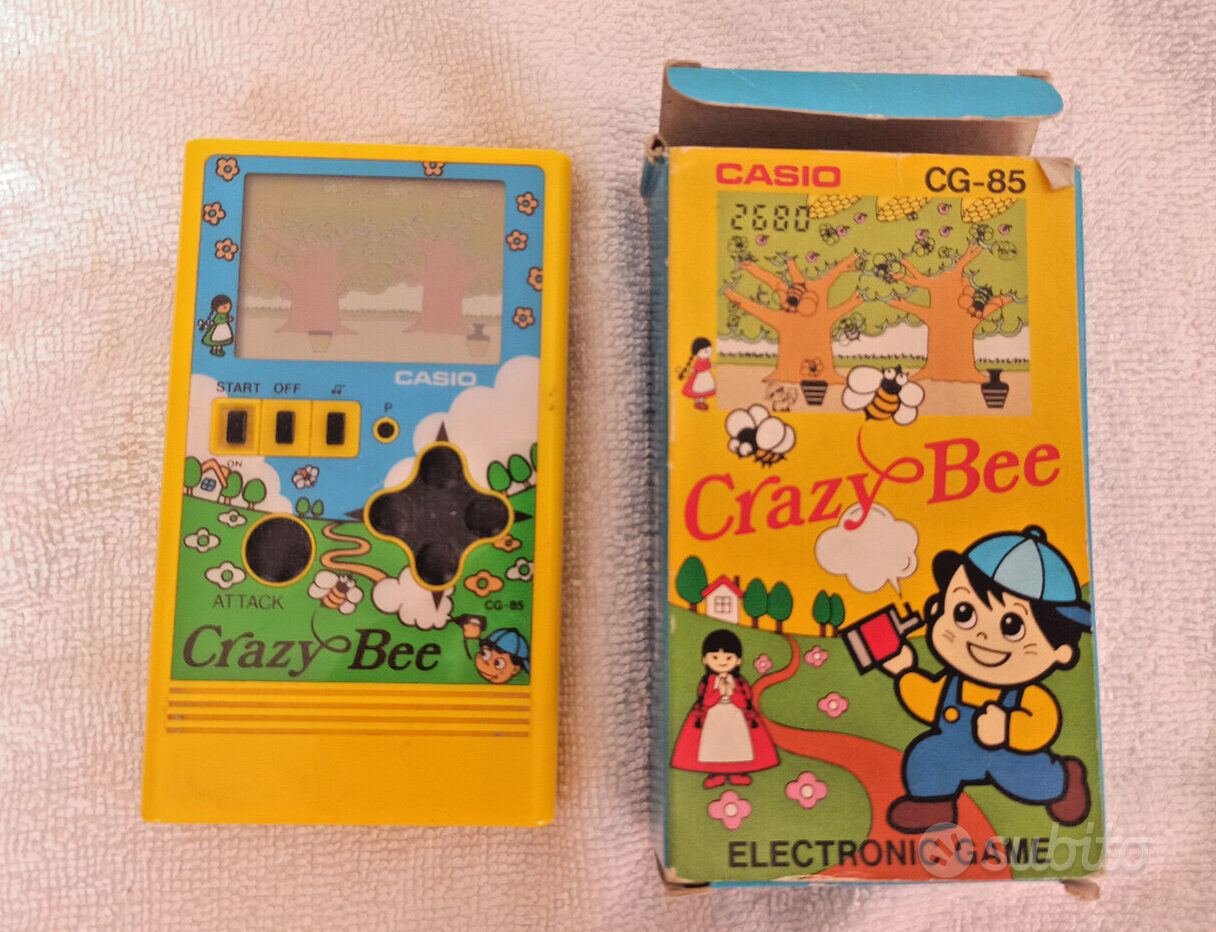 START OFF
ON
P
CASIO
ATTACK
CG-85
Crazy Bee
CASIO CG-85
2680
Crazy Bee
ELECTRONIC GAME
subito